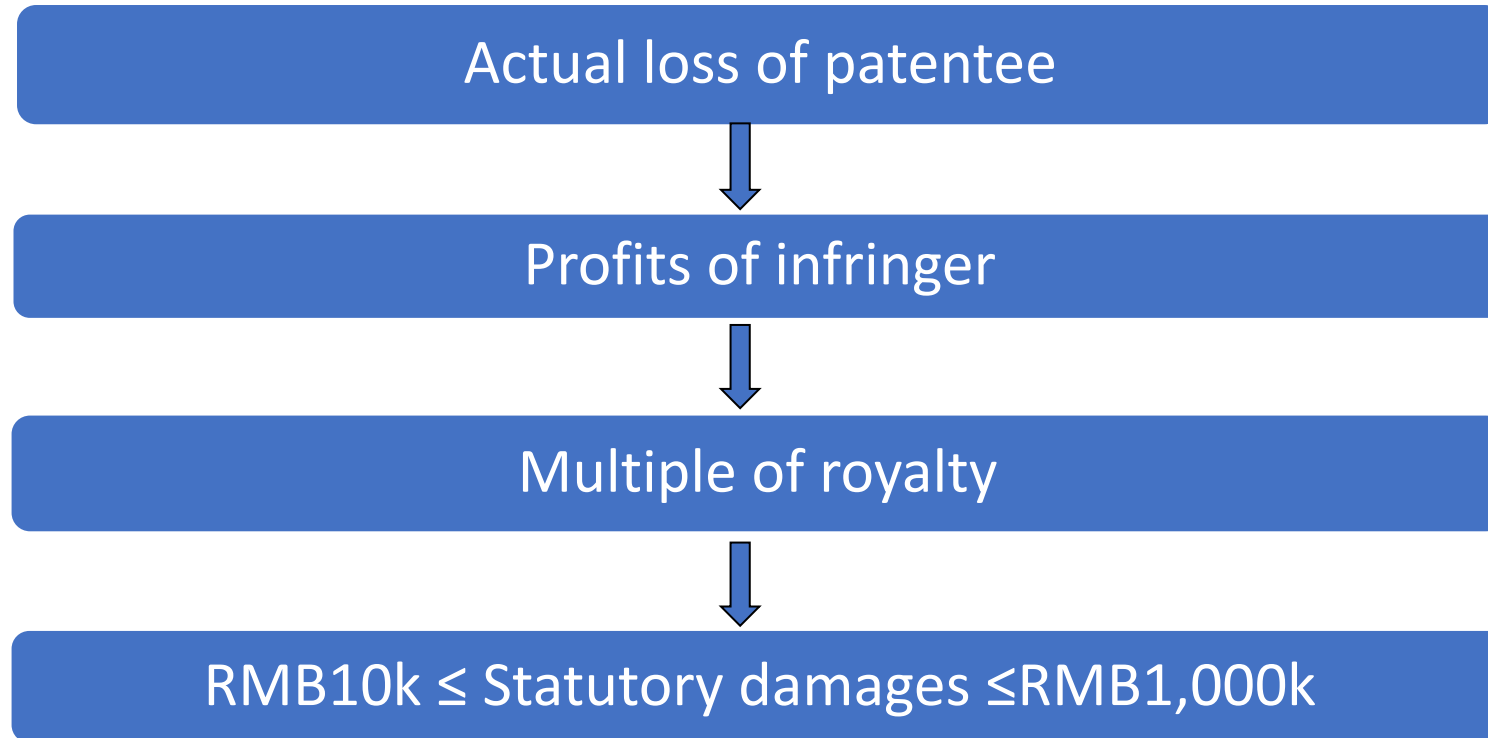 Actual loss of patentee
Profits of infringer
Multiple of royalty
RMB10k ≤ Statutory damages ≤RMB1,000k